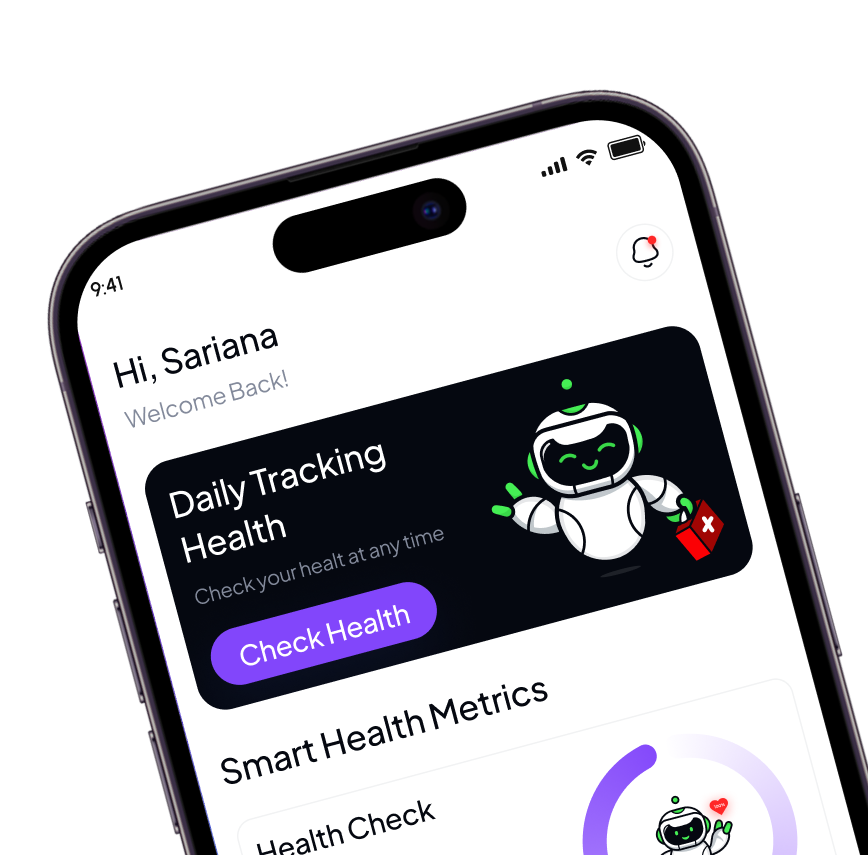 9:41
Hi, Sariana
Welcome Back!
Daily Tracking
Health
Check your healt at any time
Check Health
Smart Health Metrics
Health Check